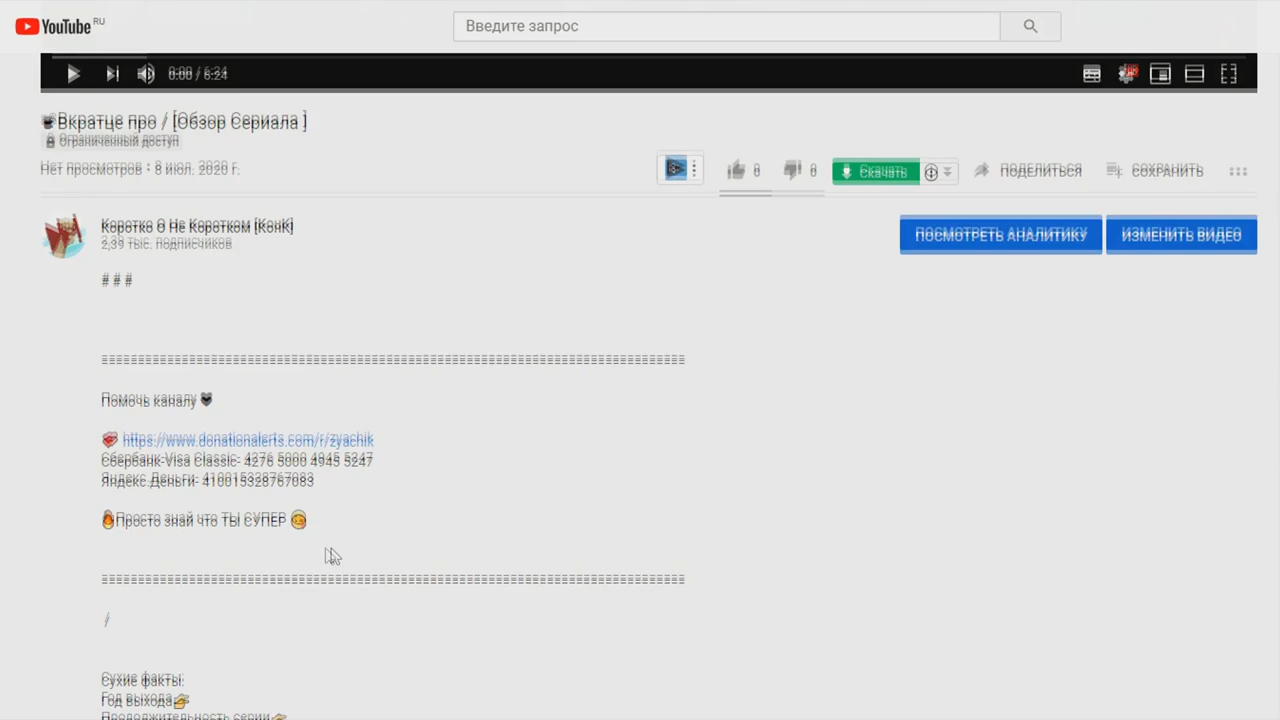 YouTube RU
Введите запрос
0:00 / 6:24
Вкратце про / [Обзор Сериала ]
Ограниченный доступ
Нет просмотров • 8 июл. 2020 г.
0 0 Скачать ПОДЕЛИТЬСЯ СОХРАНИТЬ
Коротко О Не Коротком [КонК]
2,39 тыс. подписчиков
ПОСМОТРЕТЬ АНАЛИТИКУ ИЗМЕНИТЬ ВИДЕО
# # #
Помочь каналу
https://www.donationalerts.com/r/zyachik
Сбербанк-Visa Classic- 4276 5000 4945 5247
Яндекс.Деньги- 410015328767083
Просто знай что ТЫ СУПЕР
/
Сухие факты:
Год выхода
Продолжительность серии